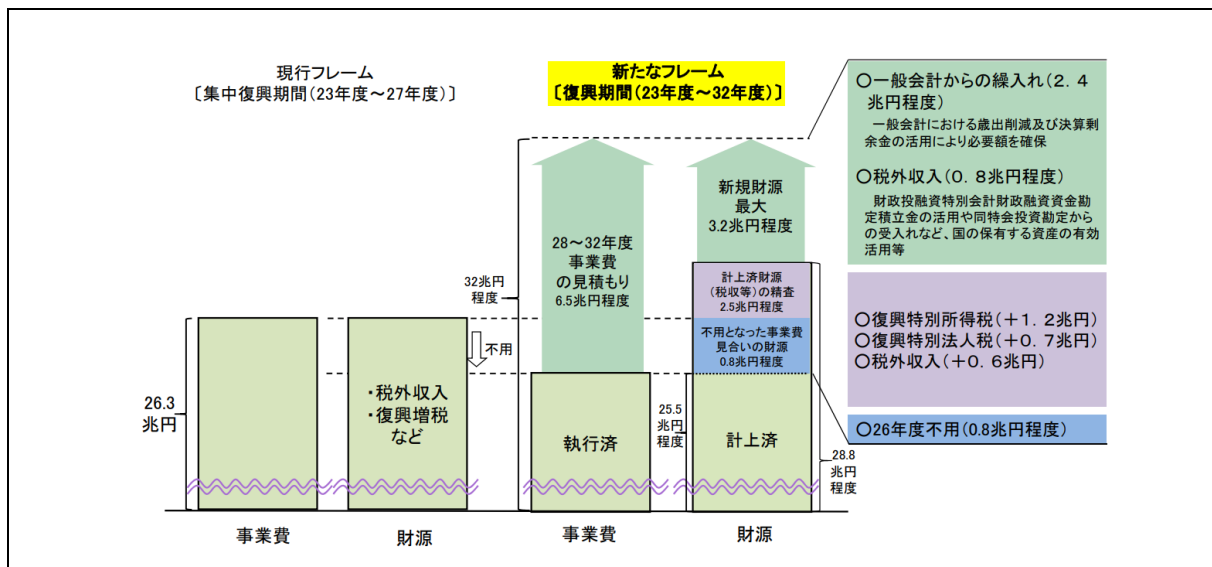 現行フレーム
〔集中復興期間(23年度～27年度)〕
26.3
兆円
・税外収入
・復興増税
など
不用
事業費
財源
新たなフレーム
〔復興期間(23年度～32年度)〕
32兆円
程度
28～32年度
事業費
の見積もり
6.5兆円程度
執行済
事業費
新規財源
最大
3.2兆円程度
計上済財源
(税収等)の精査
2.5兆円程度
不用となった事業費
見合いの財源
0.8兆円程度
25.5
兆円
程度
計上済
28.8
兆円
程度
財源
○一般会計からの繰入れ(2．4
兆円程度)
一般会計における歳出削減及び決算剰
余金の活用により必要額を確保
○税外収入(0．8兆円程度)
財政投融資特別会計財政融資資金勘
定積立金の活用や同特会投資勘定から
の受入れなど、国の保有する資産の有効
活用等
○復興特別所得税(＋1．2兆円)
○復興特別法人税(＋0．7兆円)
○税外収入(＋0．6兆円)
○26年度不用(0.8兆円程度)